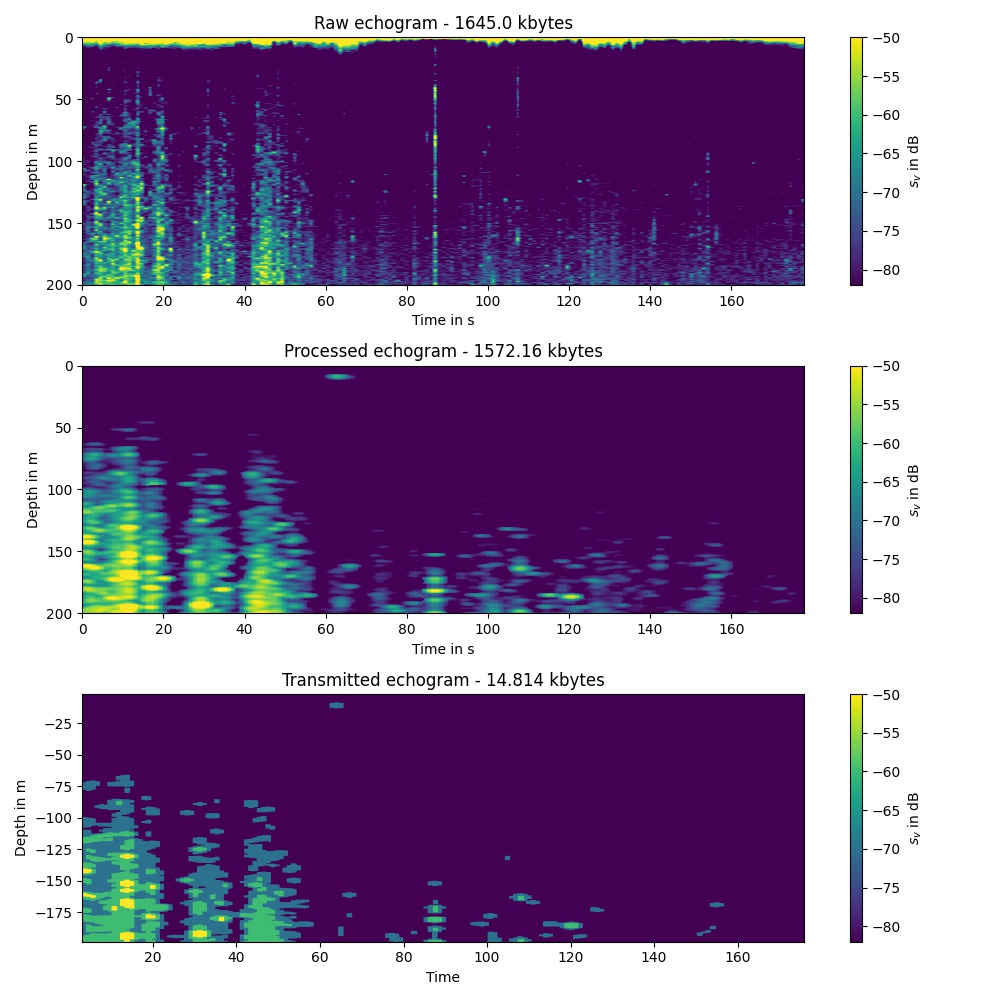 Raw echogram - 1645.0 kbytes
0
50
100
150
200
Depth in m
0 20 40 60 80 100 120 140 160
Time in s
−50
−55
−60
−65
−70
−75
−80
sv in dB
Processed echogram - 1572.16 kbytes
0
50
100
150
200
Depth in m
0 20 40 60 80 100 120 140 160
Time in s
−50
−55
−60
−65
−70
−75
−80
sv in dB
Transmitted echogram - 14.814 kbytes
−25
−50
−75
−100
−125
−150
−175
Depth in m
20 40 60 80 100 120 140 160
Time
−50
−55
−60
−65
−70
−75
−80
sv in dB